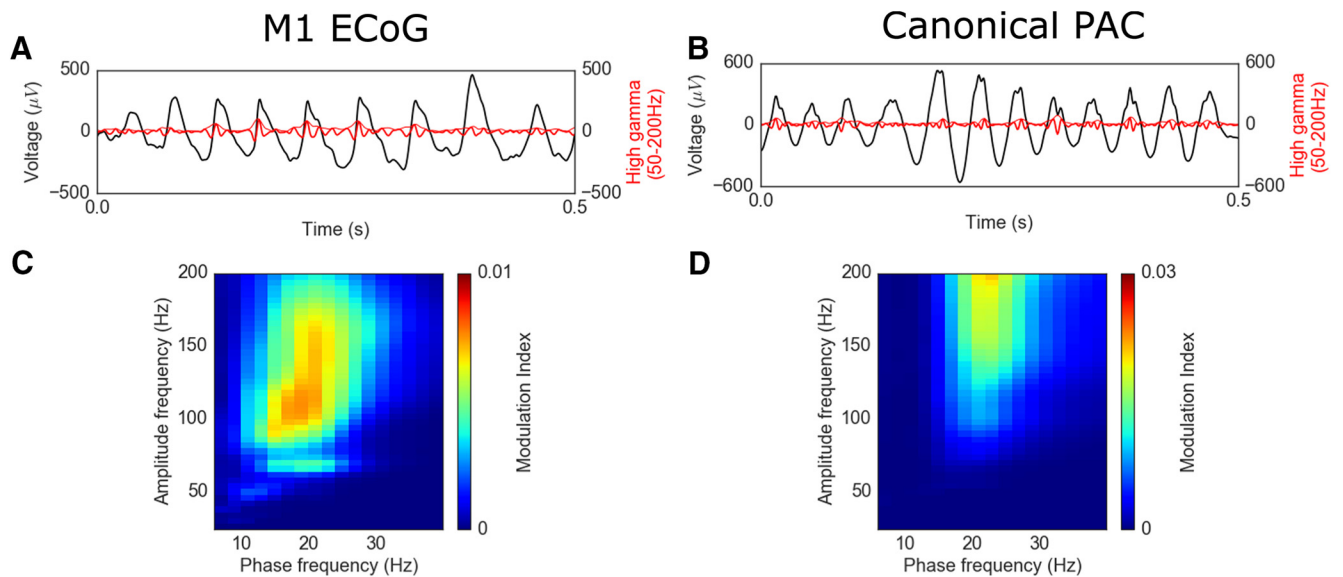 M1 ECoG
Canonical PAC
A
500
0
−500
Voltage (μV)
500
0
−500
High gamma
(50-200Hz)
0.0
0.5
Time (s)
B
600
0
−600
Voltage (μV)
600
0
−600
High gamma
(50-200Hz)
0.0
0.5
Time (s)
C
200
150
100
50
Amplitude frequency (Hz)
10 20 30
Phase frequency (Hz)
0.01
0
Modulation Index
D
200
150
100
50
Amplitude frequency (Hz)
10 20 30
Phase frequency (Hz)
0.03
0
Modulation Index